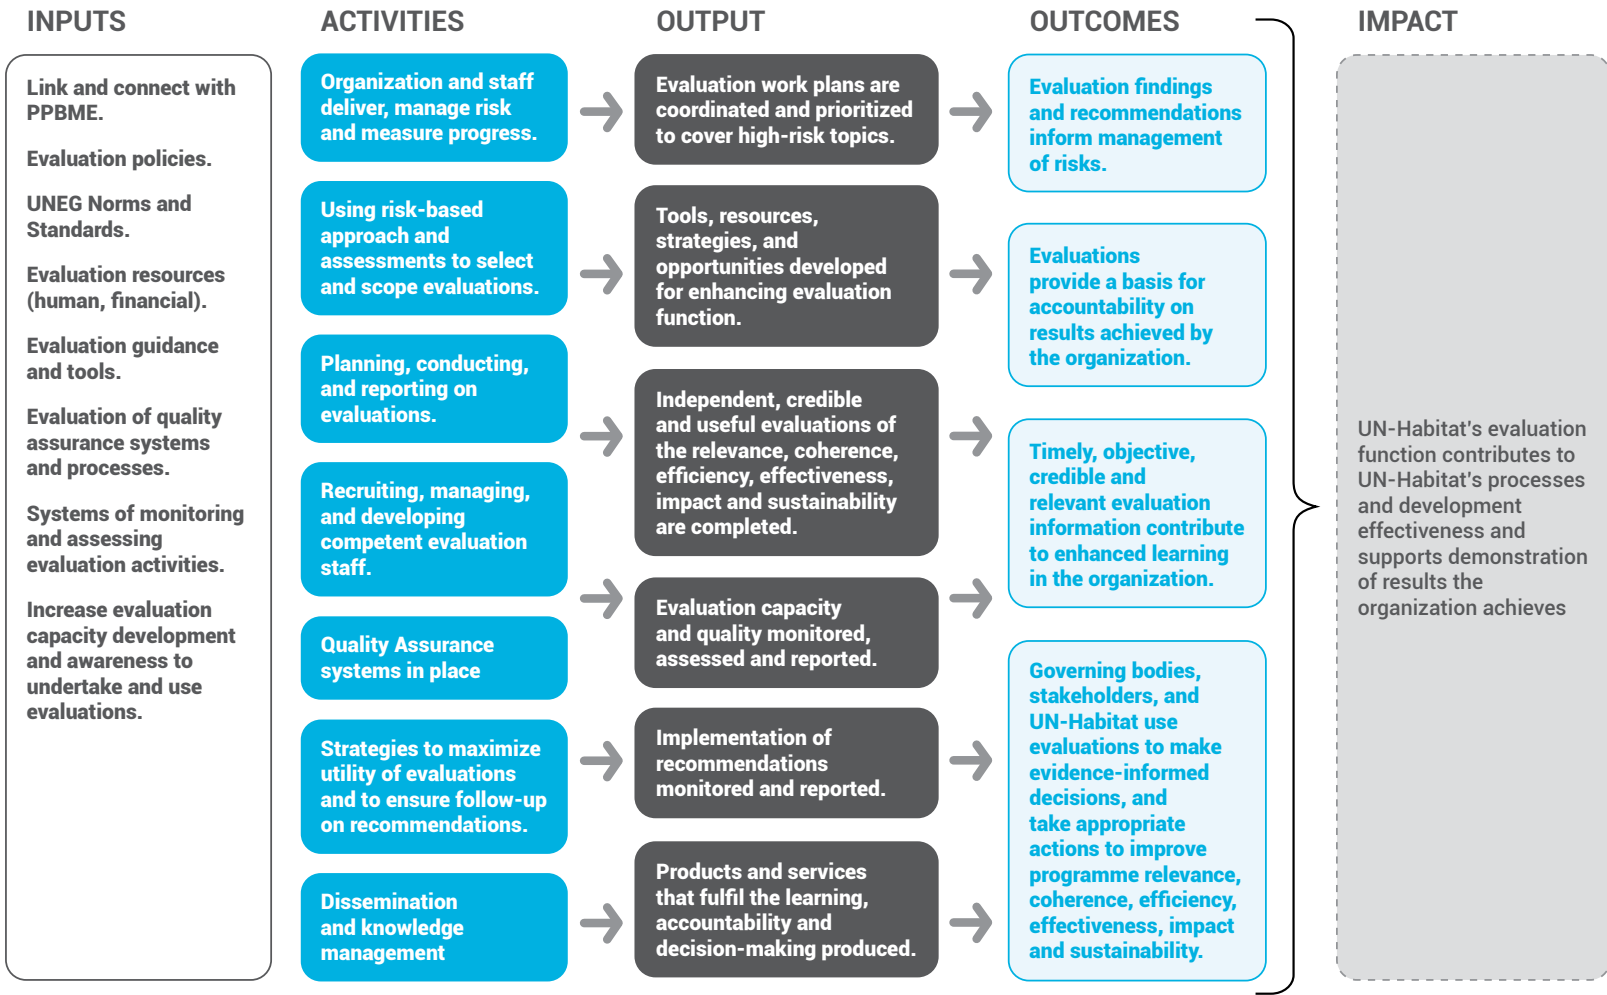 INPUTS
Link and connect with
PPBME.
Evaluation policies.
UNEG Norms and
Standards.
Evaluation resources
(human, financial).
Evaluation guidance
and tools.
Evaluation of quality
assurance systems
and processes.
Systems of monitoring
and assessing
evaluation activities.
Increase evaluation
capacity development
and awareness to
undertake and use
evaluations.
ACTIVITIES
Organization and staff
deliver, manage risk
and measure progress.
Using risk-based
approach and
assessments to select
and scope evaluations.
Planning, conducting,
and reporting on
evaluations.
Recruiting, managing,
and developing
competent evaluation
staff.
Quality Assurance
systems in place
Strategies to maximize
utility of evaluations
and to ensure follow-up
on recommendations.
Dissemination
and knowledge
management
OUTPUT
Evaluation work plans are
coordinated and prioritized
to cover high-risk topics.
Tools, resources,
strategies, and
opportunities developed
for enhancing evaluation
function.
Independent, credible
and useful evaluations of
the relevance, coherence,
efficiency, effectiveness,
impact and sustainability
are completed.
Evaluation capacity
and quality monitored,
assessed and reported.
Implementation of
recommendations
monitored and reported.
Products and services
that fulfil the learning,
accountability and
decision-making produced.
OUTCOMES
Evaluation findings
and recommendations
inform management
of risks.
Evaluations
provide a basis for
accountability on
results achieved by
the organization.
Timely, objective,
credible and
relevant evaluation
information contribute
to enhanced learning
in the organization.
Governing bodies,
stakeholders, and
UN-Habitat use
evaluations to make
evidence-informed
decisions, and
take appropriate
actions to improve
programme relevance,
coherence, efficiency,
effectiveness, impact
and sustainability.
IMPACT
UN-Habitat's evaluation
function contributes to
UN-Habitat's processes
and development
effectiveness and
supports demonstration
of results the
organization achieves